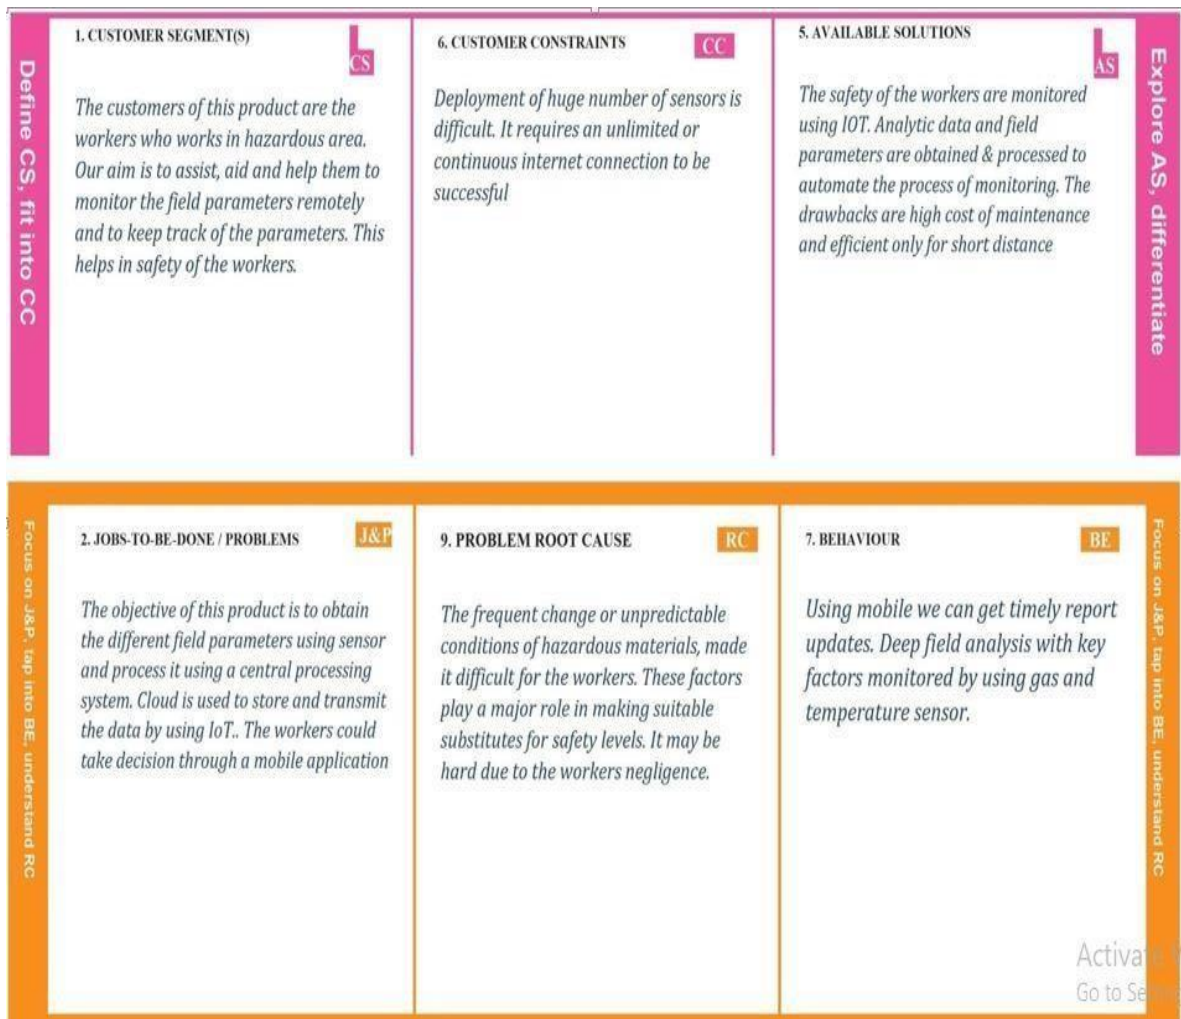 Define CS, fit into CC
1. CUSTOMER SEGMENT(S)
CS
The customers of this product are the
workers who works in hazardous area.
Our aim is to assist, aid and help them to
monitor the field parameters remotely
and to keep track of the parameters. This
helps in safety of the workers.
6. CUSTOMER CONSTRAINTS
CC
Deployment of huge number of sensors is
difficult. It requires an unlimited or
continuous internet connection to be
successful
5. AVAILABLE SOLUTIONS
AS
The safety of the workers are monitored
using IOT. Analytic data and field
parameters are obtained & processed to
automate the process of monitoring. The
drawbacks are high cost of maintenance
and efficient only for short distance
Explore AS, differentiate
Focus on J&P, tap into BE, understand RC
2. JOBS-TO-BE-DONE / PROBLEMS
J&P
The objective of this product is to obtain
the different field parameters using sensor
and process it using a central processing
system. Cloud is used to store and transmit
the data by using IoT.. The workers could
take decision through a mobile application
9. PROBLEM ROOT CAUSE
RC
The frequent change or unpredictable
conditions of hazardous materials, made
it difficult for the workers. These factors
play a major role in making suitable
substitutes for safety levels. It may be
hard due to the workers negligence.
7. BEHAVIOUR
BE
Using mobile we can get timely report
updates. Deep field analysis with key
factors monitored by using gas and
temperature sensor.
Focus on J&P, tap into BE, understand RC
Activate
Go to Se